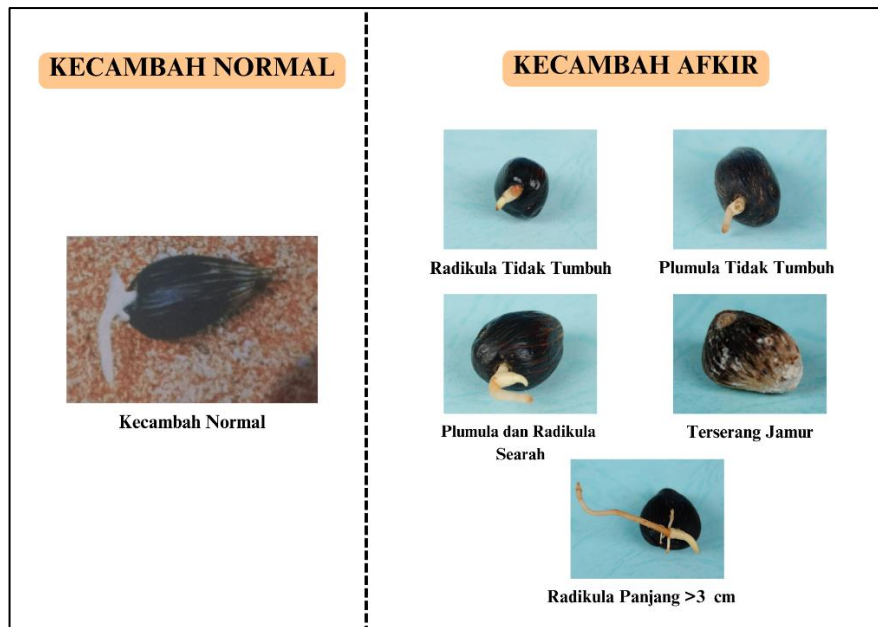 KECAMBAH NORMAL
Kecambah Normal
KECAMBAH AFKIR
Radikula Tidak Tumbuh
Plumula Tidak Tumbuh
Plumula dan Radikula
Searah
Terserang Jamur
Radikula Panjang >3 cm